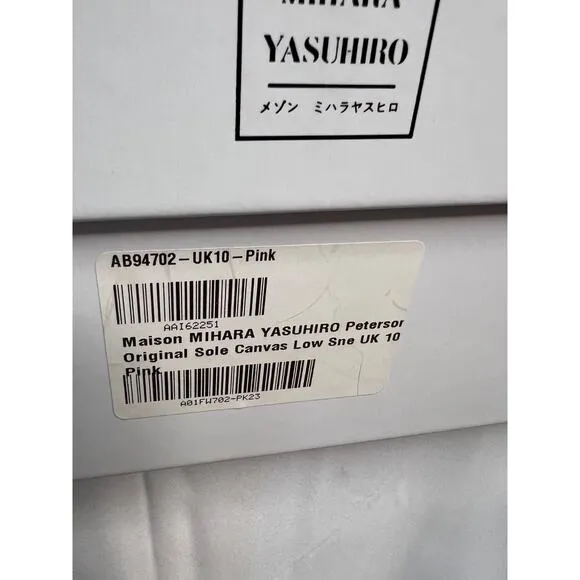 MIHARA
YASUHIRO
メゾン ミハラヤスヒロ
AB94702-UK10-Pink
AAI62251
Maison MIHARA YASUHIRO Peterson
Original Sole Canvas Low Sne UK 10
Pink
A01FW702-PK23